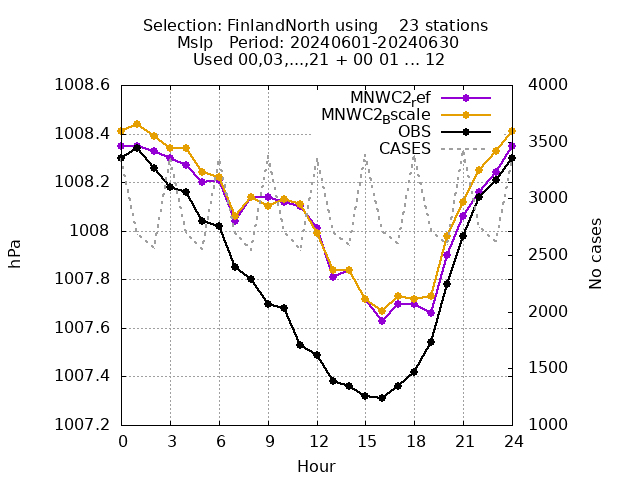 Selection: FinlandNorth using    23 stations
Mslp   Period: 20240601-20240630
Used 00,03,...,21 + 00 01 ... 12
1008.6
1008.4
1008.2
1008
1007.8
1007.6
1007.4
1007.2
hPa
4000
3500
3000
2500
2000
1500
1000
No cases
MNWC2ref
MNWC2Bscale
OBS
CASES
0 3 6 9 12 15 18 21 24
Hour